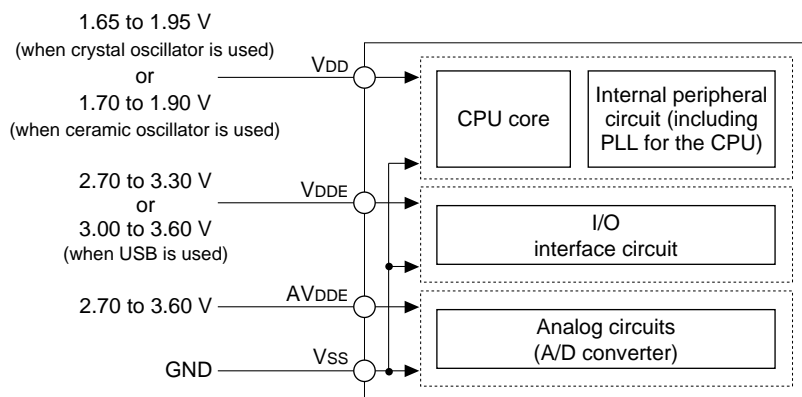 1.65 to 1.95 V
(when crystal oscillator is used)
or
1.70 to 1.90 V
(when ceramic oscillator is used)
VDD
CPU core
Internal peripheral
circuit (including
PLL for the CPU)
2.70 to 3.30 V
or
3.00 to 3.60 V
(when USB is used)
VDDE
I/O
interface circuit
2.70 to 3.60 V
AVDDE
Analog circuits
(A/D converter)
GND
VSS